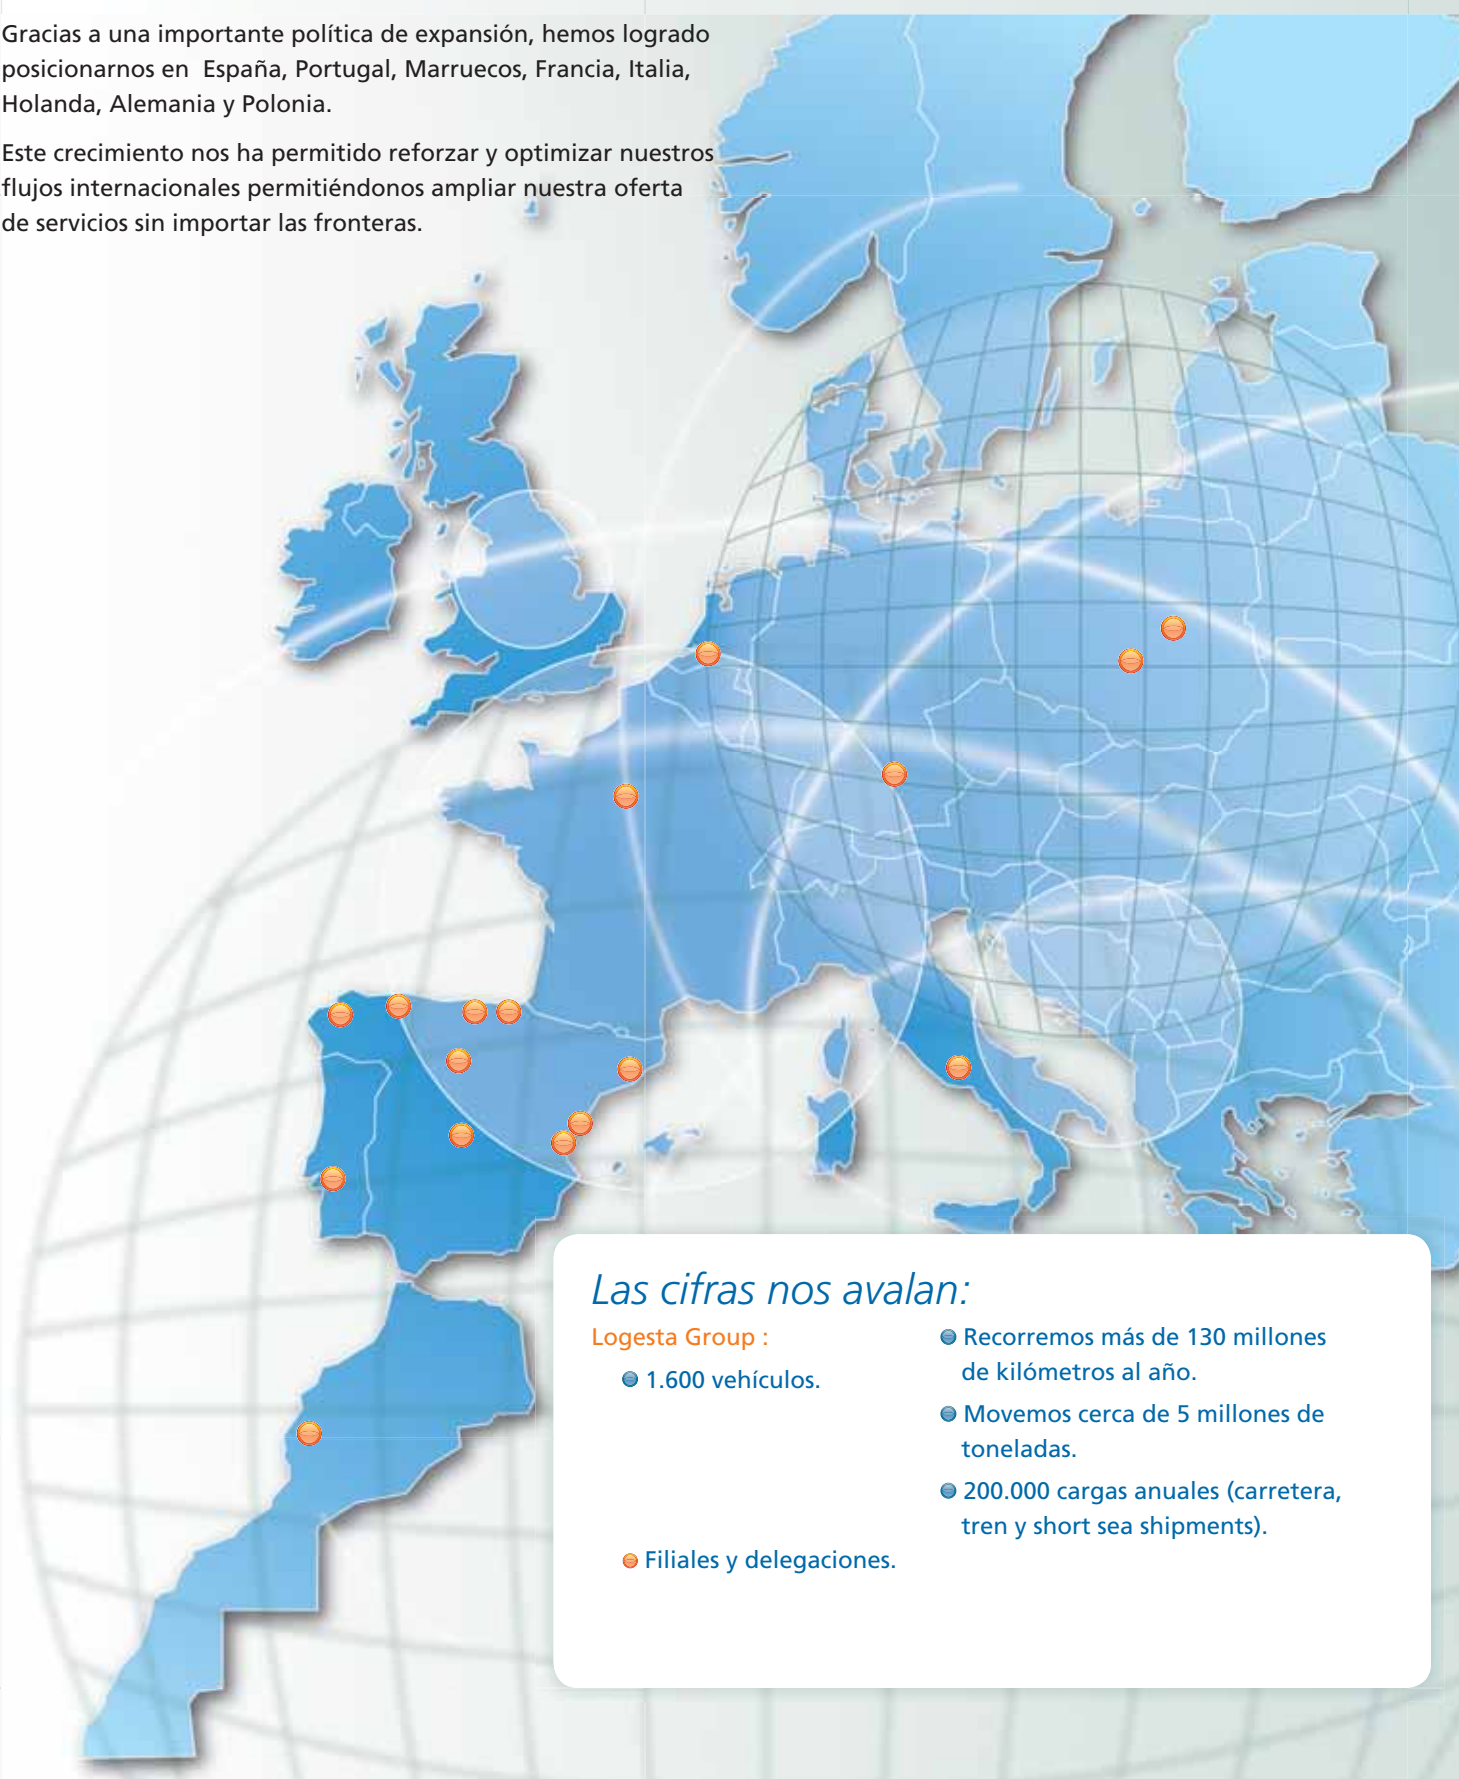 Gracias a una importante política de expansión, hemos logrado
posicionarnos en España, Portugal, Marruecos, Francia, Italia,
Holanda, Alemania y Polonia.
Este crecimiento nos ha permitido reforzar y optimizar nuestros
flujos internacionales permitiéndonos ampliar nuestra oferta
de servicios sin importar las fronteras.
Las cifras nos avalan:
Logesta Group :
1.600 vehículos.
Filiales y delegaciones.
Recorremos más de 130 millones
de kilómetros al año.
Movemos cerca de 5 millones de
toneladas.
200.000 cargas anuales (carretera,
tren y short sea shipments).